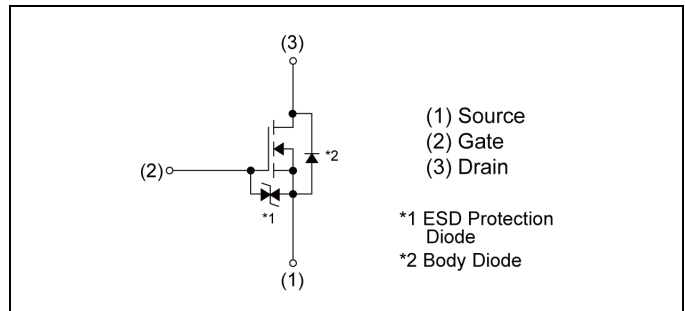 (3)
(2)
*2
*1
(1)
(1) Source
(2) Gate
(3) Drain
*1 ESD Protection
Diode
*2 Body Diode